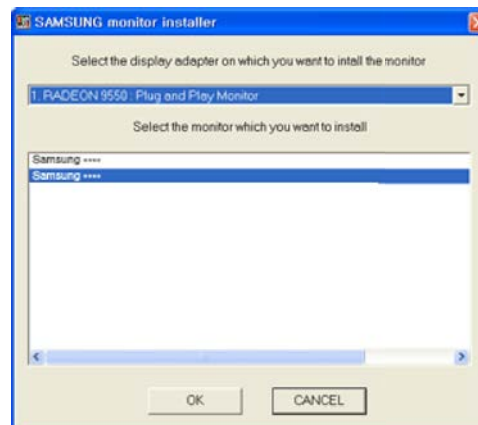 SAMSUNG monitor installer
Select the display adapter on which you want to intall the monitor
1. RADEON 9550 : Plug and Play Monitor
Select the monitor which you want to install
Samsung ****
Samsung ****
OK
CANCEL